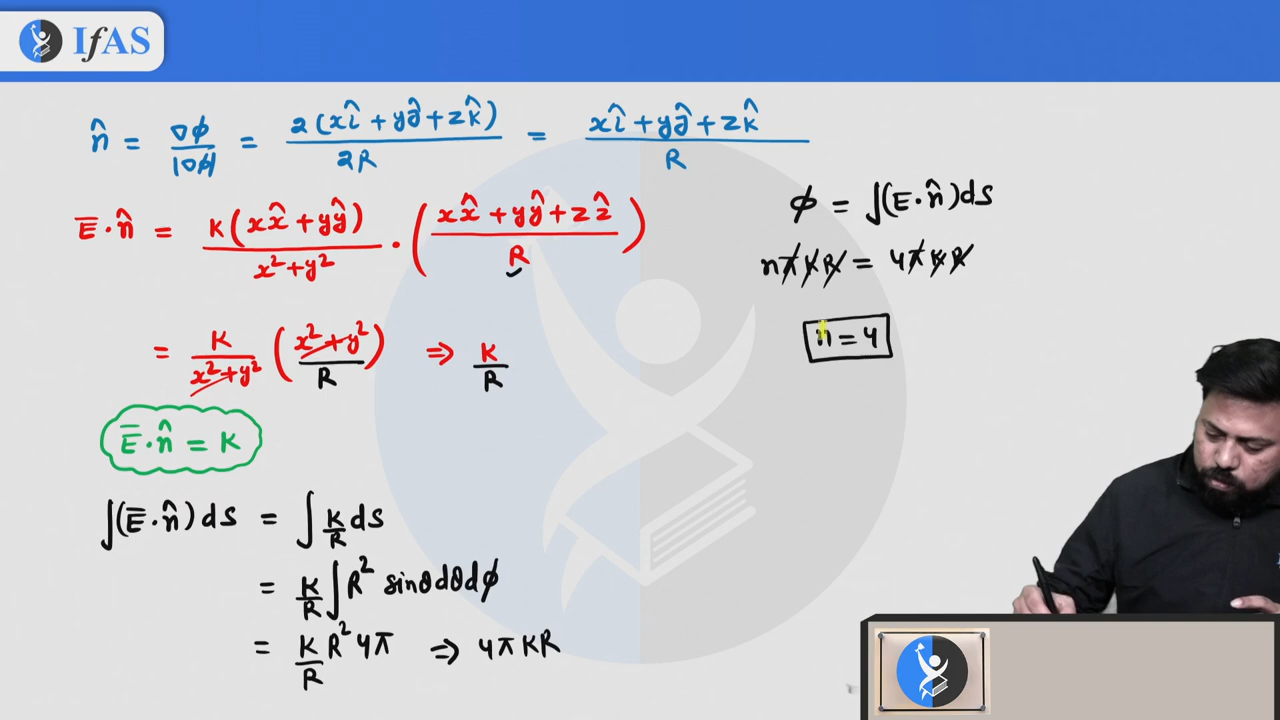 IfAS
n̂ = ∇φ/|∇φ| = 2(xî + yĵ + zk̂)/2R = xî + yĵ + zk̂/R
E̅·n̂ = K(xx̂ + yŷ)/x²+y² · (xx̂ + yŷ + zẑ/R)
= K/x²+y² (x²+y²/R) ⇒ K/R
E̅·n̂ = K
∫(E̅·n̂)ds = ∫K/R ds
= K/R ∫R² sinθdθdϕ
= K/R R² 4π ⇒ 4πKR
ϕ = ∫(E·n̂)ds
nπKR = 4πKR
n = 4